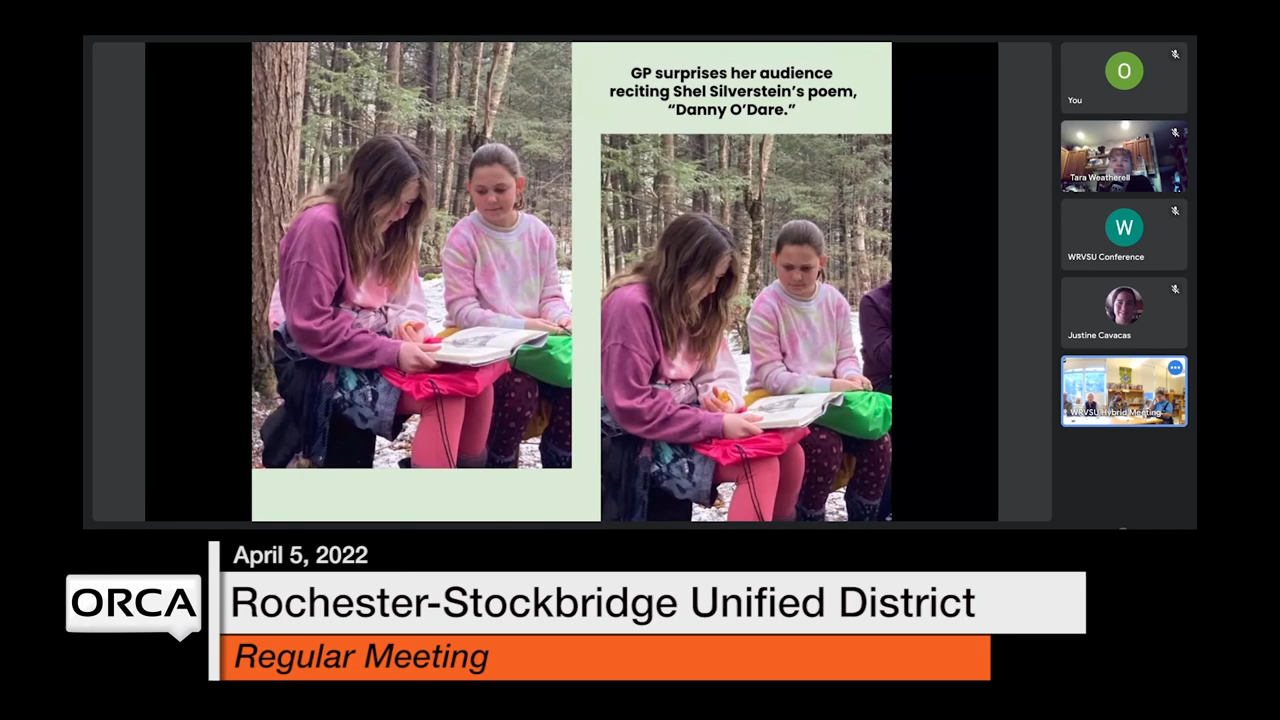 GP surprises her audience
reciting Shel Silverstein's poem,
“Danny O'Dare.”
O
You
Tara Weatherell
W
WRVSU Conference
Justine Cavacas
WRVSU Hybrid Meeting
April 5, 2022
ORCA
Rochester-Stockbridge Unified District
Regular Meeting